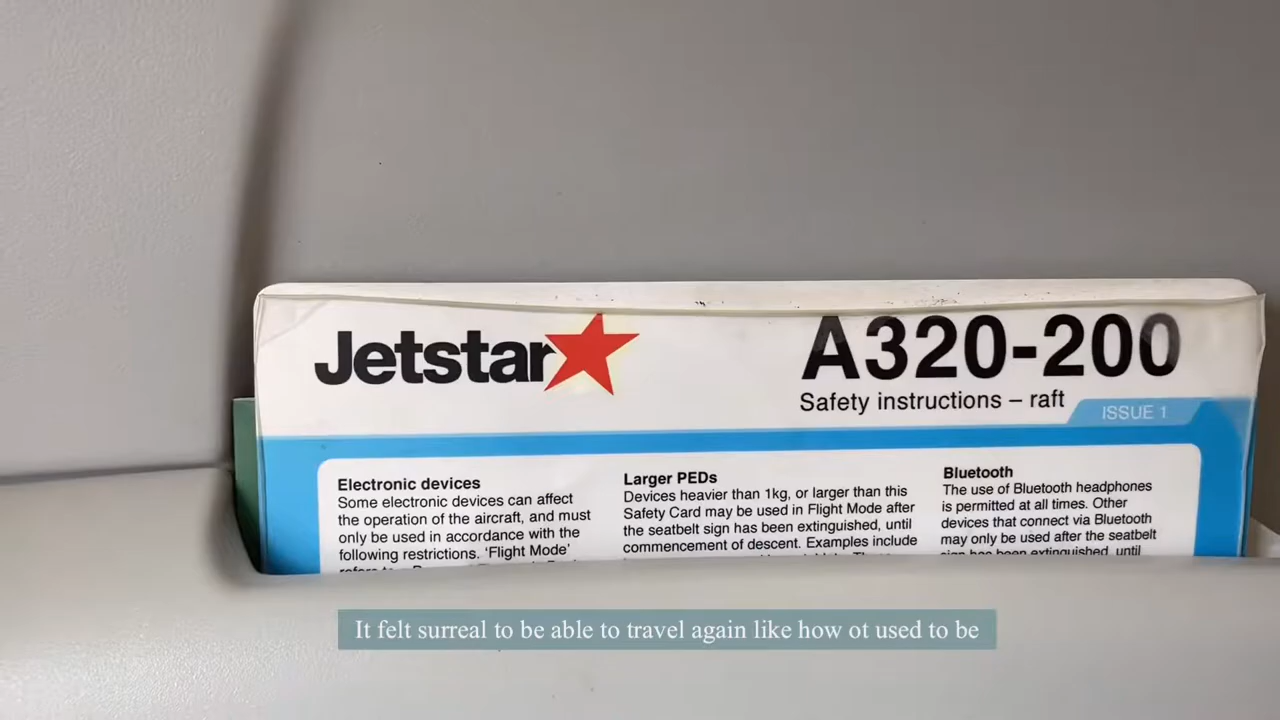 Jetstar
A320-200
Safety instructions – raft
ISSUE 1
Electronic devices
Some electronic devices can affect
the operation of the aircraft, and must
only be used in accordance with the
following restrictions. 'Flight Mode'
Larger PEDs
Devices heavier than 1kg, or larger than this
Safety Card may be used in Flight Mode after
the seatbelt sign has been extinguished, until
commencement of descent. Examples include
Bluetooth
The use of Bluetooth headphones
is permitted at all times. Other
devices that connect via Bluetooth
may only be used after the seatbelt
sign has been extinguished, until
It felt surreal to be able to travel again like how ot used to be